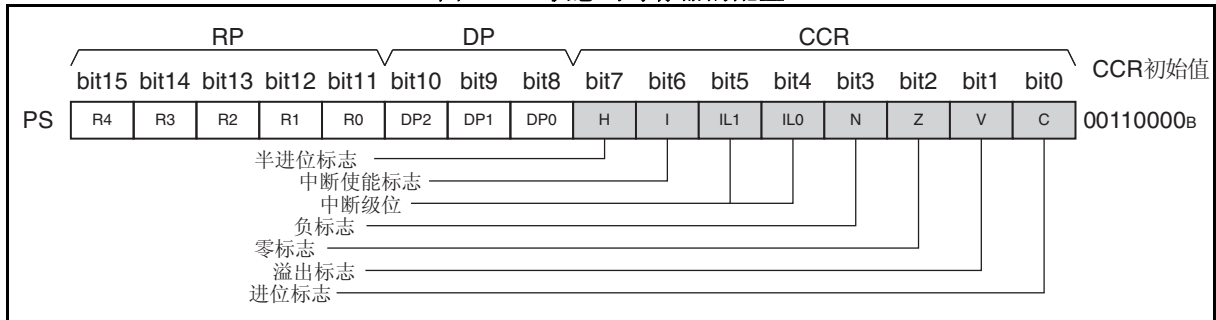 RP DP CCR
bit15 bit14 bit13 bit12 bit11 bit10 bit9 bit8 bit7 bit6 bit5 bit4 bit3 bit2 bit1 bit0 CCR初始值
PS R4 R3 R2 R1 R0 DP2 DP1 DP0 H I IL1 IL0 N Z V C 00110000B
半进位标志
中断使能标志
中断级位
负标志
零标志
溢出标志
进位标志